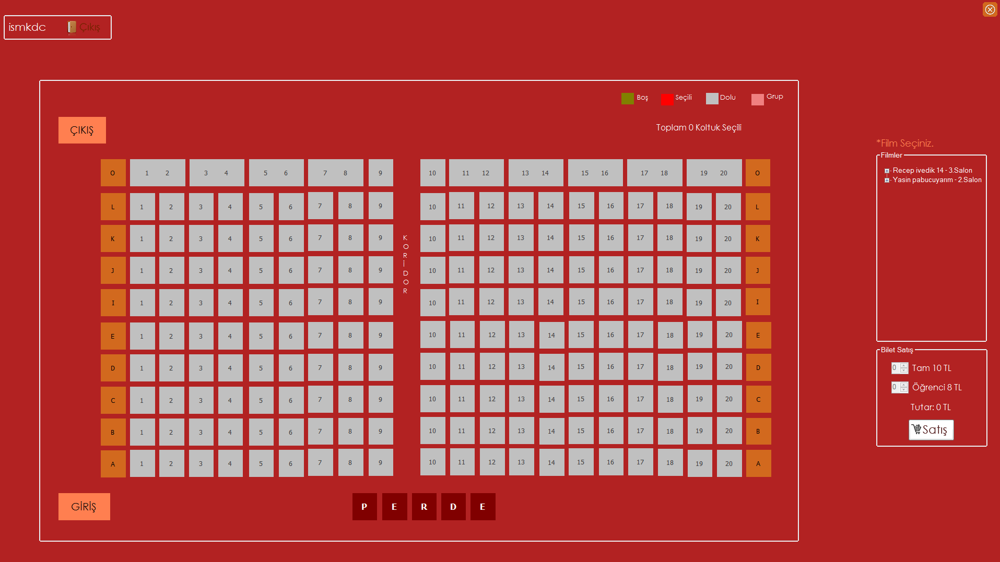 ismkdc Çıkış
Boş Seçili Dolu Grup
ÇIKIŞ
Toplam 0 Koltuk Seçili
O 1 2 3 4 5 6 7 8 9 10 11 12 13 14 15 16 17 18 19 20 O
L 1 2 3 4 5 6 7 8 9 10 11 12 13 14 15 16 17 18 19 20 L
K 1 2 3 4 5 6 7 8 9 10 11 12 13 14 15 16 17 18 19 20 K
J 1 2 3 4 5 6 7 8 9 10 11 12 13 14 15 16 17 18 19 20 J
I 1 2 3 4 5 6 7 8 9 10 11 12 13 14 15 16 17 18 19 20 I
E 1 2 3 4 5 6 7 8 9 10 11 12 13 14 15 16 17 18 19 20 E
D 1 2 3 4 5 6 7 8 9 10 11 12 13 14 15 16 17 18 19 20 D
C 1 2 3 4 5 6 7 8 9 10 11 12 13 14 15 16 17 18 19 20 C
B 1 2 3 4 5 6 7 8 9 10 11 12 13 14 15 16 17 18 19 20 B
A 1 2 3 4 5 6 7 8 9 10 11 12 13 14 15 16 17 18 19 20 A
K
O
R
İ
D
O
R
GİRİŞ
P E R D E
*Film Seçiniz.
Filmler
Recep ivedik 14 - 3.Salon
Yasin pabucuyarım - 2.Salon
Bilet Satış
0 Tam 10 TL
0 Öğrenci 8 TL
Tutar: 0 TL
Satış